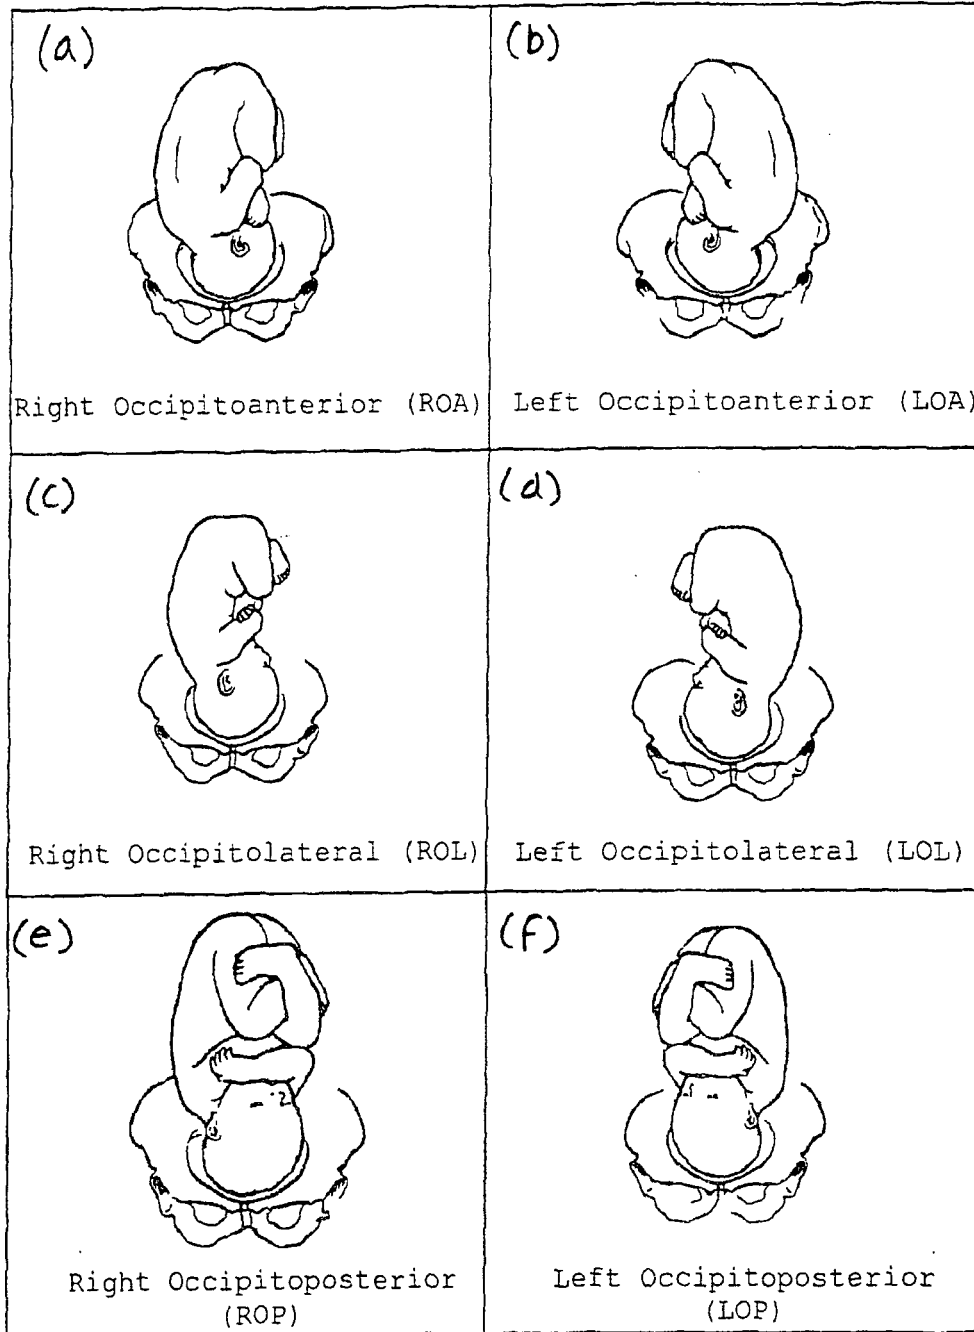 (a)
(b)
Right Occipitoanterior (ROA)
Left Occipitoanterior (LOA)
(c)
(d)
Right Occipitolateral (ROL)
Left Occipitolateral (LOL)
(e)
(f)
Right Occipitoposterior
(ROP)
Left Occipitoposterior
(LOP)